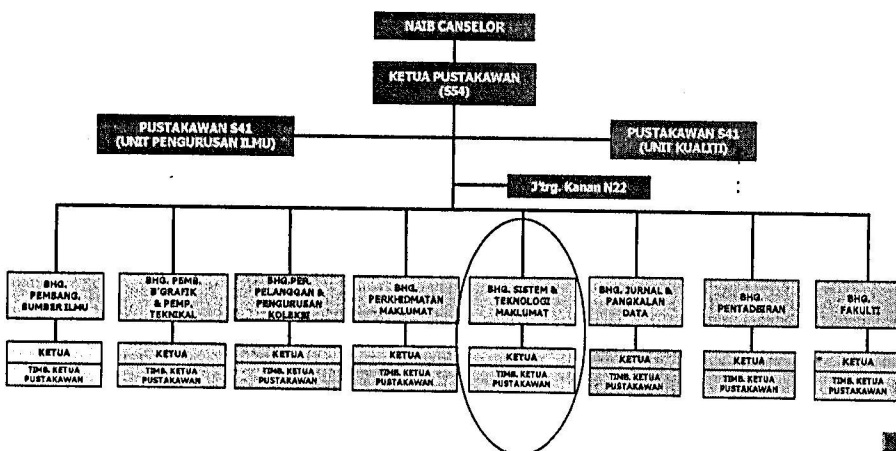 NAIB CANSELOR
KETUA PUSTAKAWAN
(S54)
PUSTAKAWAN S41
(UNIT PENGURUSAN ILMU)
PUSTAKAWAN S41
(UNIT KUALITI)
J'trg. Kanan N22
BHG.
PEMBANG.
SUMBER ILMU
BHG. PEMB.
B'GRAFIK
& PEMP.
TEKNIKAL
BHG.PER.
PELANGGAN &
PENGURUSAN
KOLEKSI
BHG.
PERKHIDMATAN
MAKLUMAT
BHG. SISTEM &
TEKNOLOGI
MAKLUMAT
BHG. JURNAL &
PANGKALAN
DATA
BHG.
PENTADBIRAN
BHG.
FAKULTI
KETUA
TIMB. KETUA
PUSTAKAWAN
KETUA
TIMB. KETUA
PUSTAKAWAN
KETUA
TIMB. KETUA
PUSTAKAWAN
KETUA
TIMB. KETUA
PUSTAKAWAN
KETUA
TIMB. KETUA
PUSTAKAWAN
KETUA
TIMB. KETUA
PUSTAKAWAN
KETUA
TIMB. KETUA
PUSTAKAWAN
KETUA
TIMB. KETUA
PUSTAKAWAN